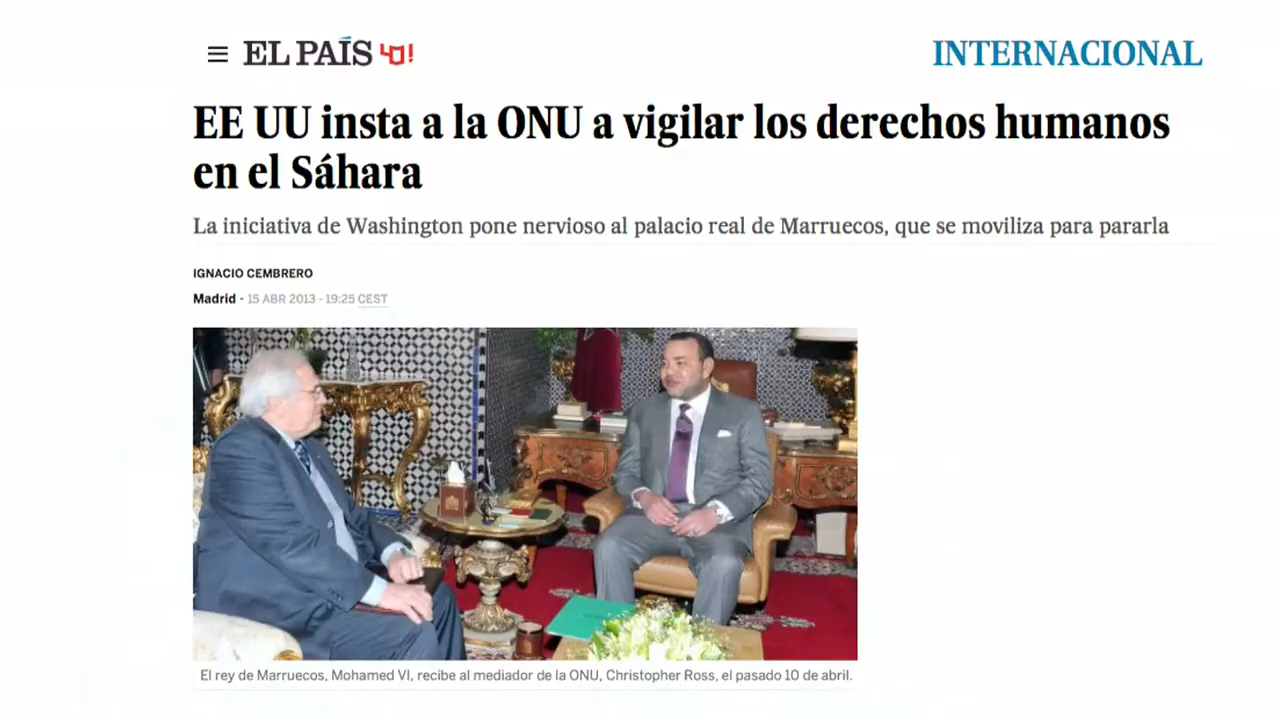 EL PAÍS 40!
INTERNACIONAL
EE UU insta a la ONU a vigilar los derechos humanos
en el Sáhara
La iniciativa de Washington pone nervioso al palacio real de Marruecos, que se moviliza para pararla
IGNACIO CEMBRERO
Madrid - 15 ABR 2013 - 19:25 CEST
El rey de Marruecos, Mohamed VI, recibe al mediador de la ONU, Christopher Ross, el pasado 10 de abril.